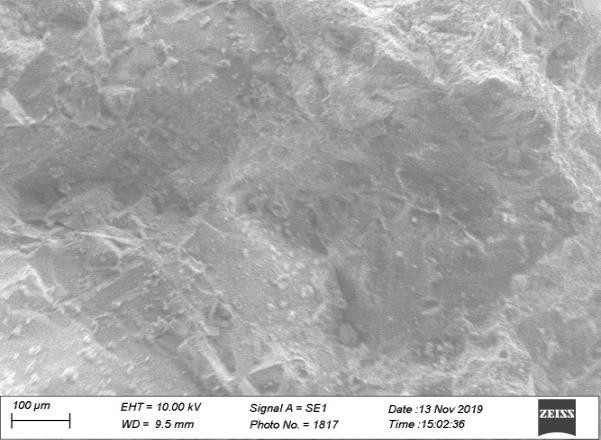 100 µm
EHT = 10.00 kV
Signal A = SE1
Date :13 Nov 2019
ZEISS
WD = 9.5 mm
Photo No. = 1817
Time :15:02:36